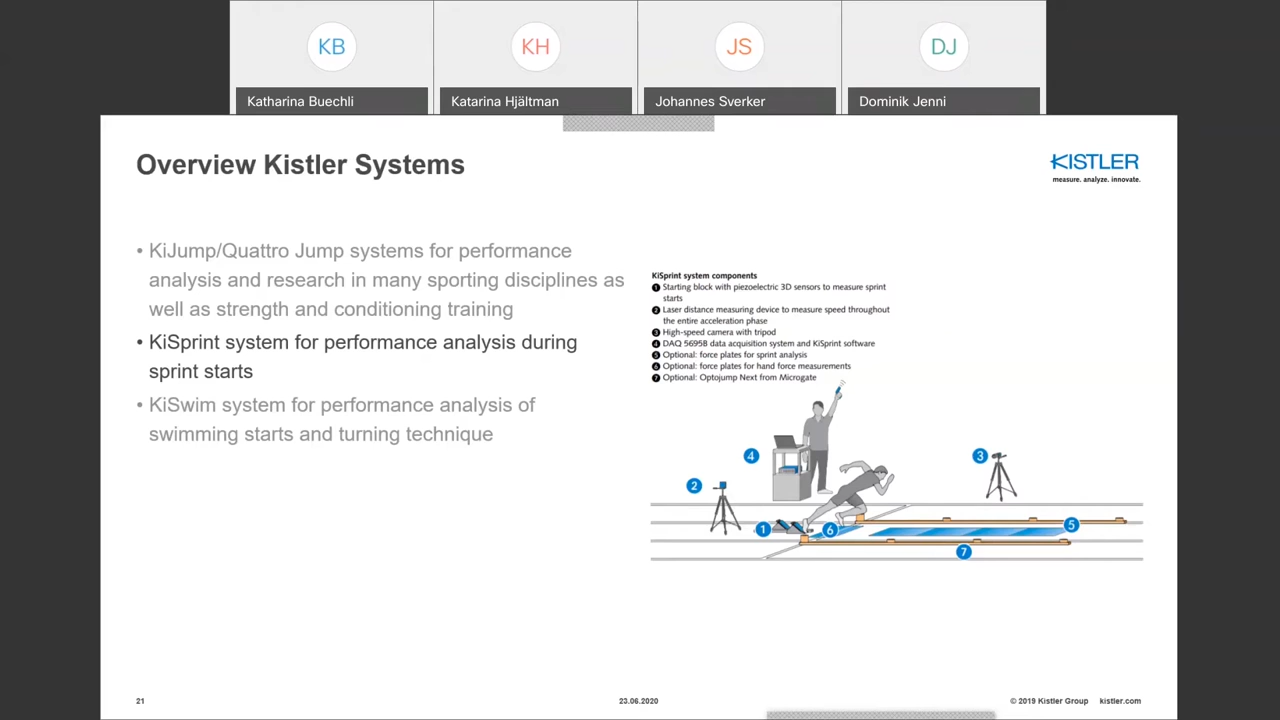 KB
KH
JS
DJ
Katharina Buechli
Katarina Hjältman
Johannes Sverker
Dominik Jenni
Overview Kistler Systems
KISTLER
measure. analyze. innovate.
• KiJump/Quattro Jump systems for performance
analysis and research in many sporting disciplines as
well as strength and conditioning training
• KiSprint system for performance analysis during
sprint starts
• KiSwim system for performance analysis of
swimming starts and turning technique
KiSprint system components
1 Starting block with piezoelectric 3D sensors to measure sprint
starts
2 Laser distance measuring device to measure speed throughout
the entire acceleration phase
3 High-speed camera with tripod
4 DAQ 5695B data acquisition system and KiSprint software
5 Optional: force plates for sprint analysis
6 Optional: force plates for hand force measurements
7 Optional: Optojump Next from Microgate
4
3
2
1
6
5
7
21
23.06.2020
© 2019 Kistler Group
kistler.com